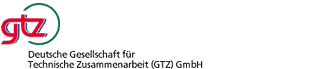 gtz
Deutsche Gesellschaft für
Technische Zusammenarbeit (GTZ) GmbH